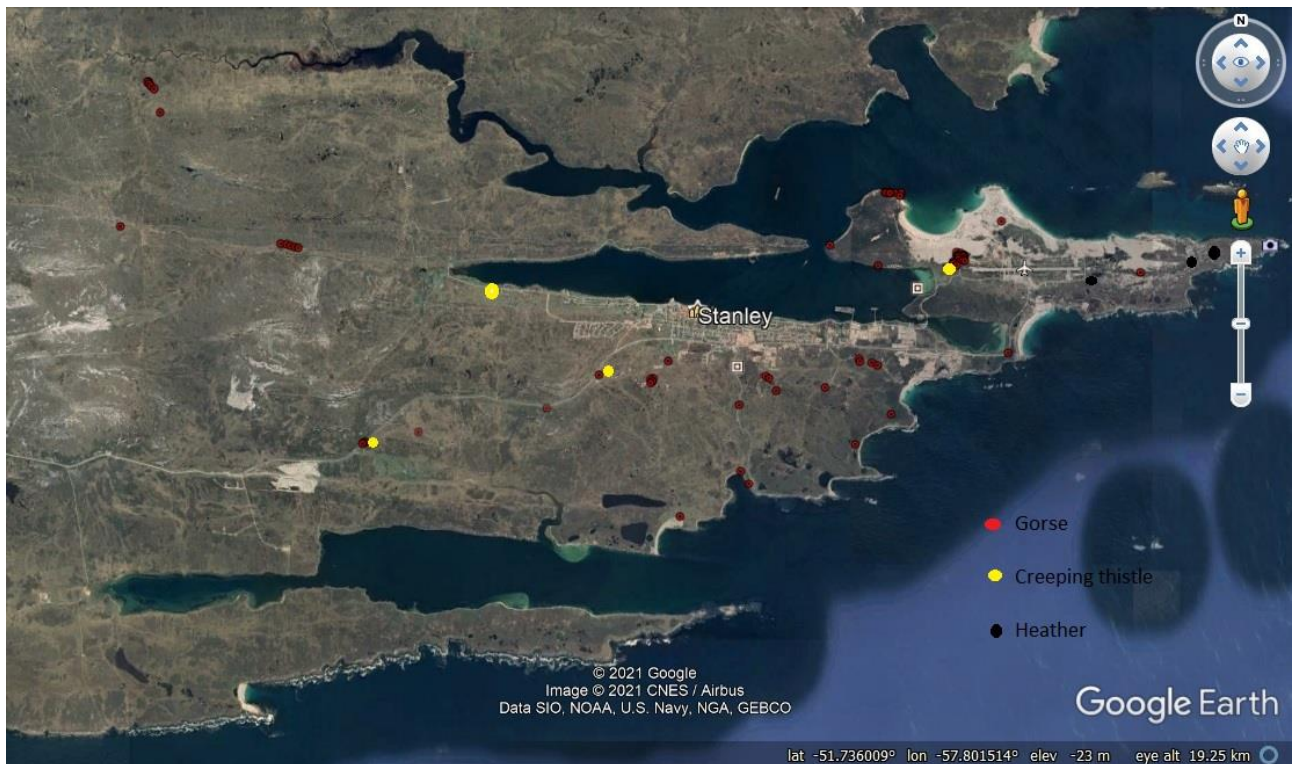 N
Stanley
Gorse
Creeping thistle
Heather
© 2021 Google
Image © 2021 CNES / Airbus
Data SIO, NOAA, U.S. Navy, NGA, GEBCO
Google Earth
lat -51.736009° lon -57.801514° elev -23 m eye alt 19.25 km